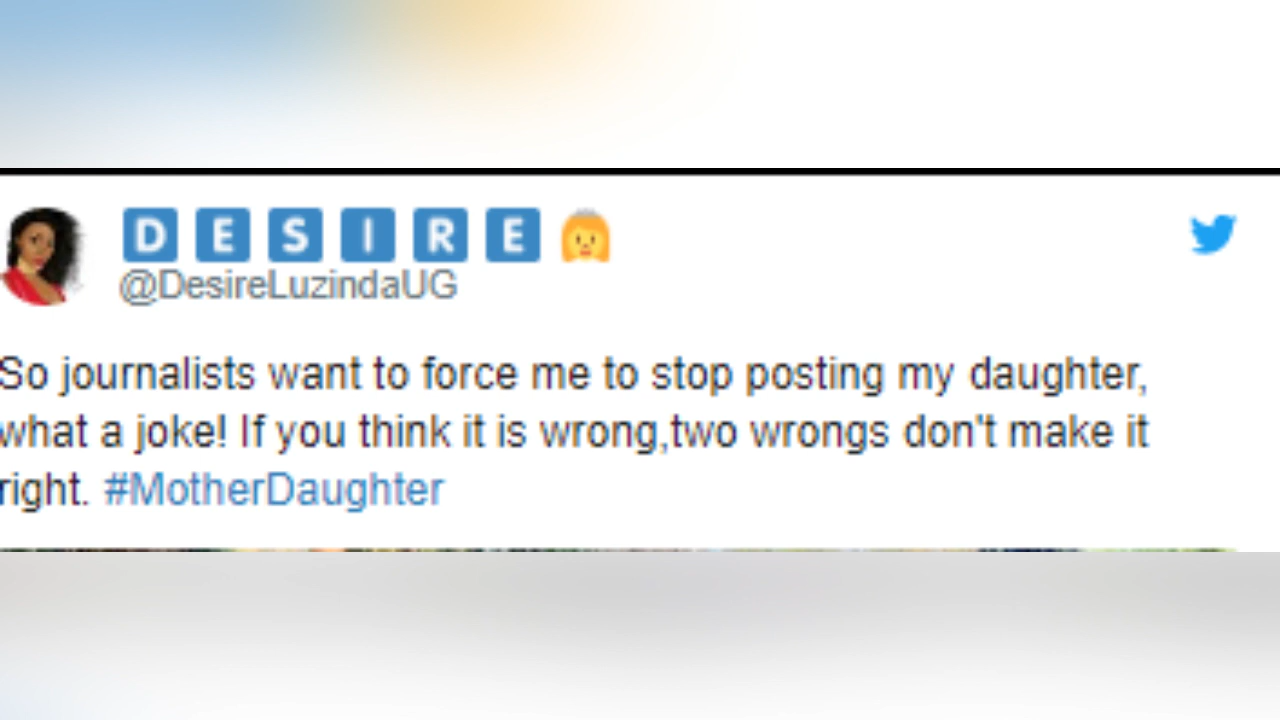 DESIRE
@DesireLuzindaUG
So journalists want to force me to stop posting my daughter,
what a joke! If you think it is wrong,two wrongs don't make it
right. #MotherDaughter